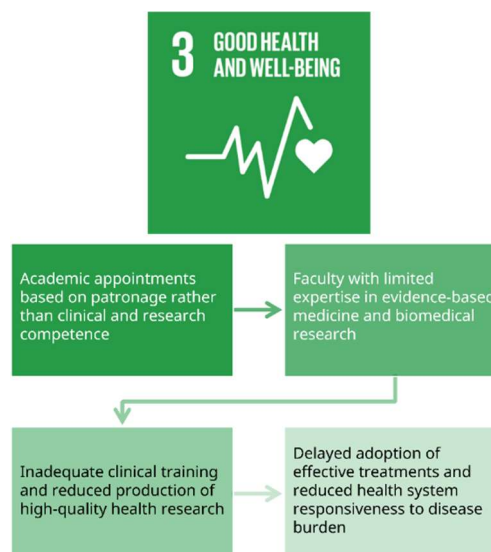 3 GOOD HEALTH
AND WELL-BEING
Academic appointments
based on patronage rather
than clinical and research
competence
Faculty with limited
expertise in evidence-based
medicine and biomedical
research
Inadequate clinical training
and reduced production of
high-quality health research
Delayed adoption of
effective treatments and
reduced health system
responsiveness to disease
burden